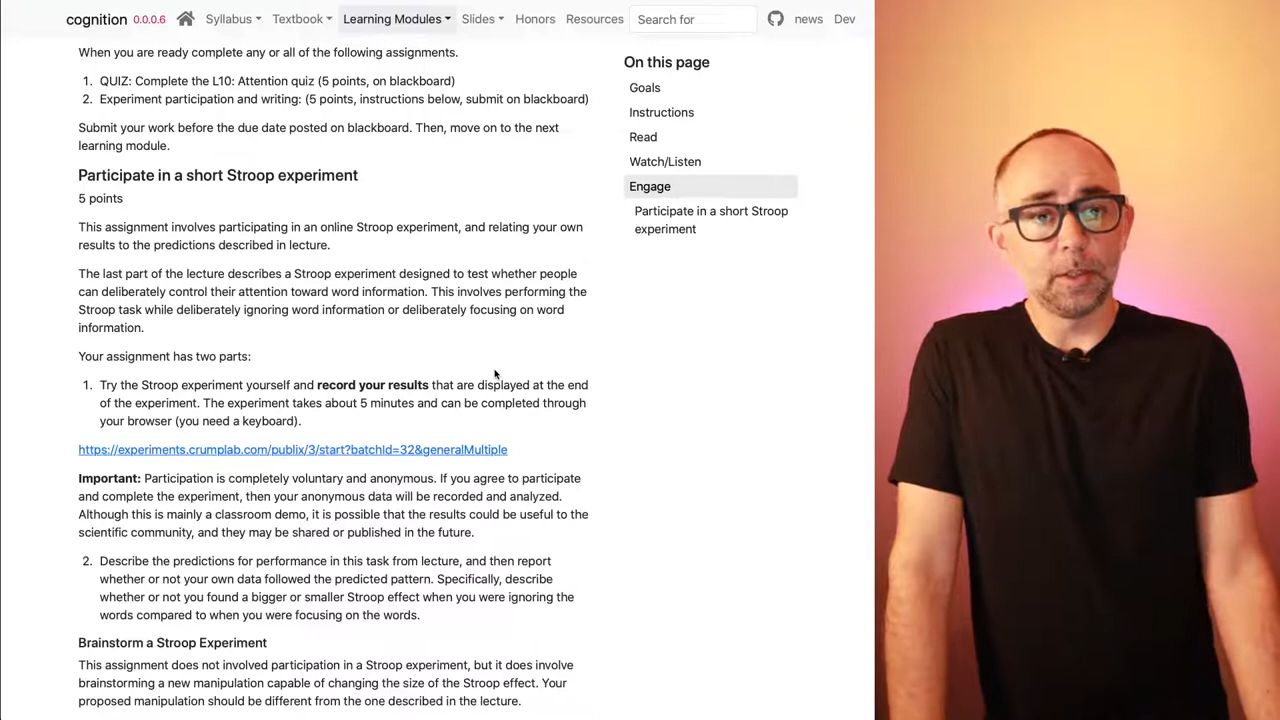 cognition 0.0.0.6 Syllabus Textbook Learning Modules Slides Honors Resources Search for news Dev
When you are ready complete any or all of the following assignments.
1. QUIZ: Complete the L10: Attention quiz (5 points, on blackboard)
2. Experiment participation and writing: (5 points, instructions below, submit on blackboard)
Submit your work before the due date posted on blackboard. Then, move on to the next
learning module.
Participate in a short Stroop experiment
5 points
This assignment involves participating in an online Stroop experiment, and relating your own
results to the predictions described in lecture.
The last part of the lecture describes a Stroop experiment designed to test whether people
can deliberately control their attention toward word information. This involves performing the
Stroop task while deliberately ignoring word information or deliberately focusing on word
information.
Your assignment has two parts:
1. Try the Stroop experiment yourself and record your results that are displayed at the end
of the experiment. The experiment takes about 5 minutes and can be completed through
your browser (you need a keyboard).
https://experiments.crumplab.com/publix/3/start?batchId=32&generalMultiple
Important: Participation is completely voluntary and anonymous. If you agree to participate
and complete the experiment, then your anonymous data will be recorded and analyzed.
Although this is mainly a classroom demo, it is possible that the results could be useful to the
scientific community, and they may be shared or published in the future.
2. Describe the predictions for performance in this task from lecture, and then report
whether or not your own data followed the predicted pattern. Specifically, describe
whether or not you found a bigger or smaller Stroop effect when you were ignoring the
words compared to when you were focusing on the words.
Brainstorm a Stroop Experiment
This assignment does not involved participation in a Stroop experiment, but it does involve
brainstorming a new manipulation capable of changing the size of the Stroop effect. Your
proposed manipulation should be different from the one described in the lecture.
On this page
Goals
Instructions
Read
Watch/Listen
Engage
Participate in a short Stroop
experiment